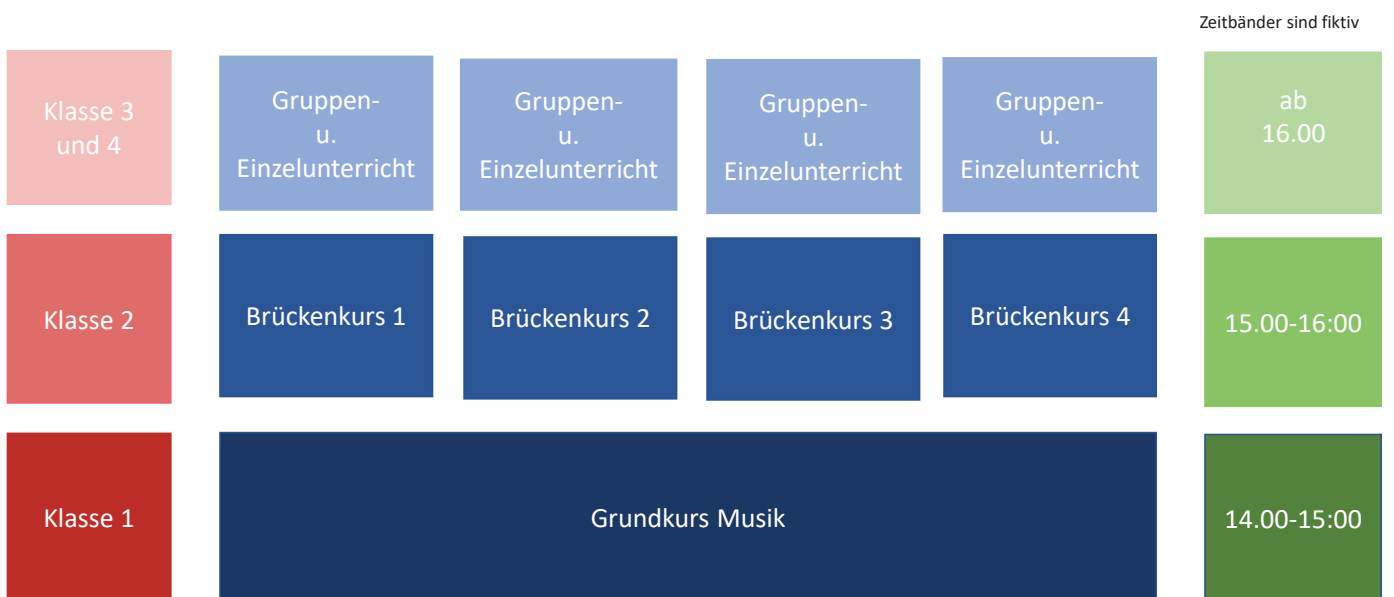 Zeitbänder sind fiktiv
Klasse 3
und 4
Gruppen-
u.
Einzelunterricht
Gruppen-
u.
Einzelunterricht
Gruppen-
u.
Einzelunterricht
Gruppen-
u.
Einzelunterricht
ab
16.00
Klasse 2
Brückenkurs 1
Brückenkurs 2
Brückenkurs 3
Brückenkurs 4
15.00-16:00
Klasse 1
Grundkurs Musik
14.00-15:00